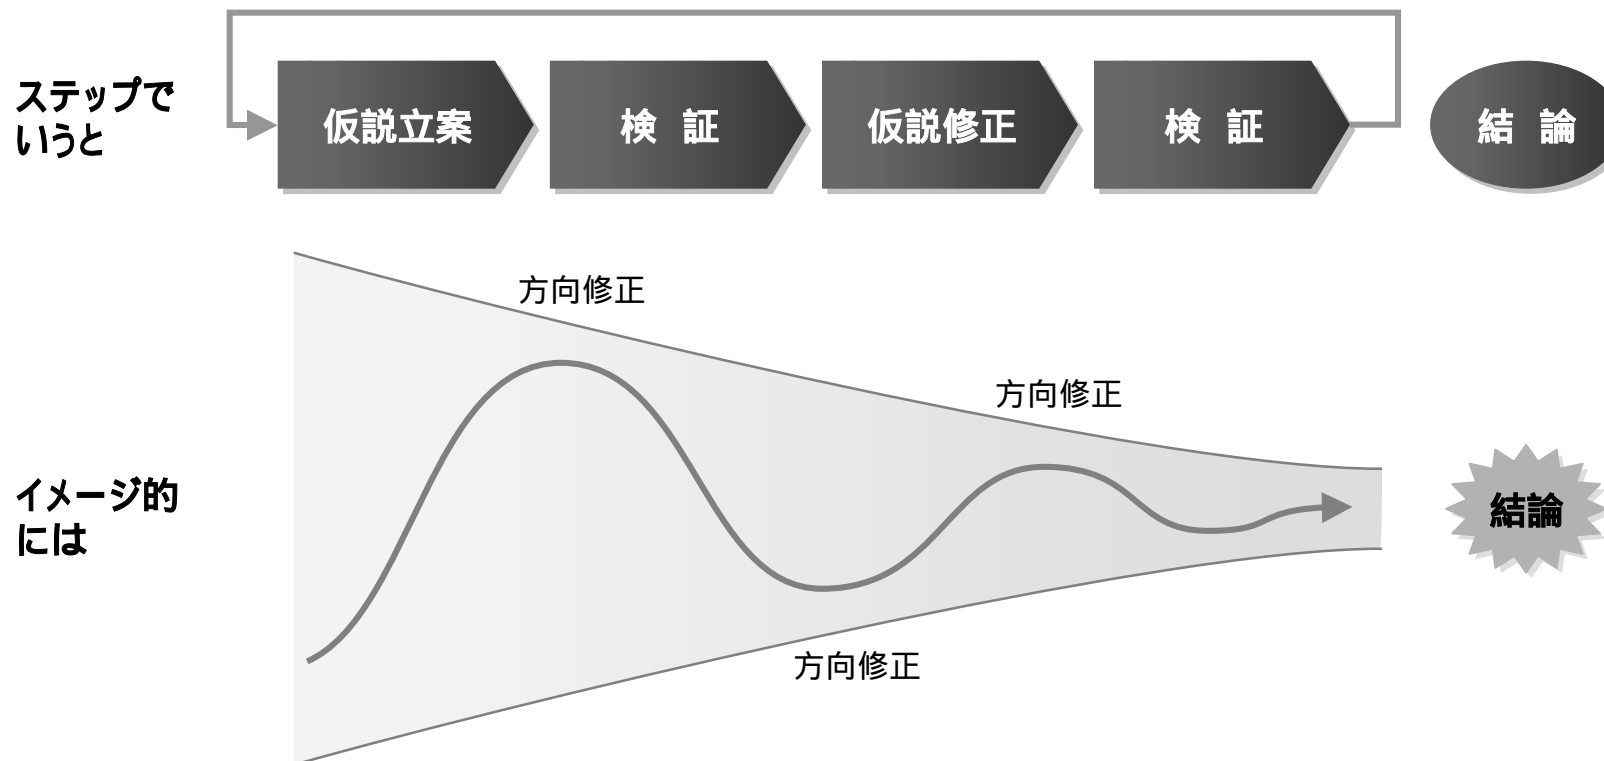 ステップで
いうと
仮説立案
検 証
仮説修正
検 証
結 論
方向修正
方向修正
イメージ的
には
結論
方向修正